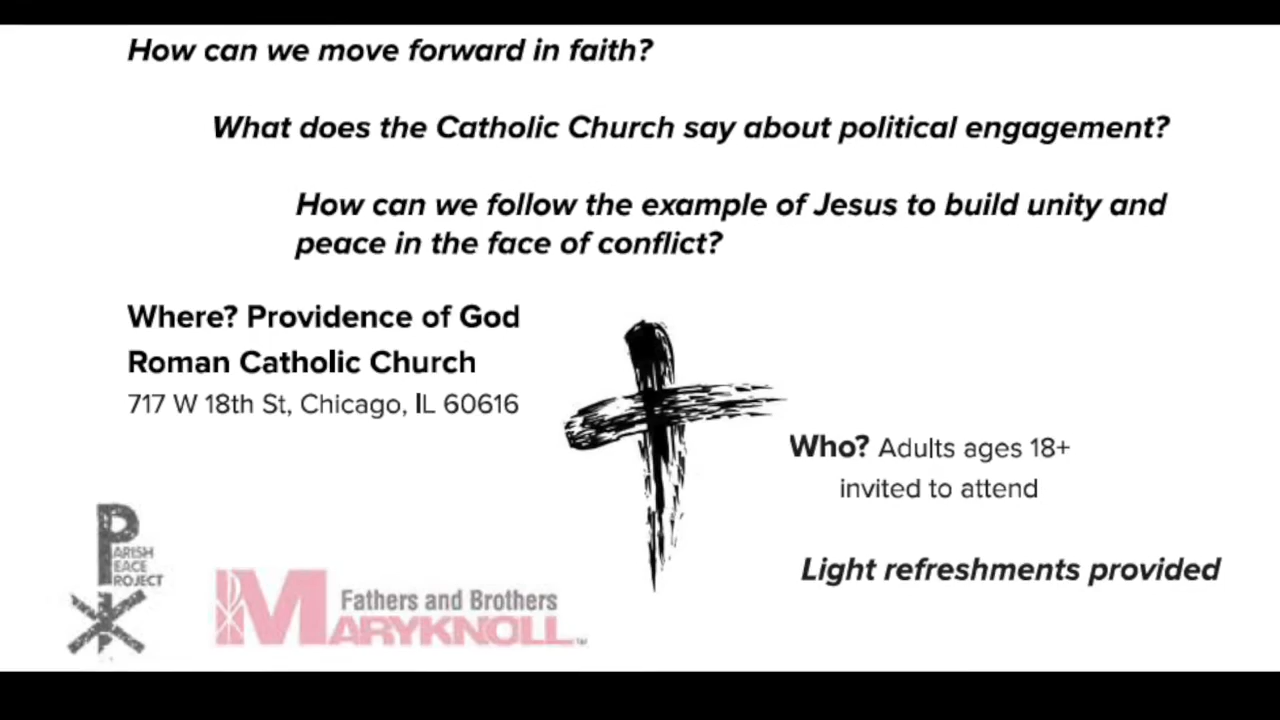 How can we move forward in faith?
What does the Catholic Church say about political engagement?
How can we follow the example of Jesus to build unity and
peace in the face of conflict?
Where? Providence of God
Roman Catholic Church
717 W 18th St, Chicago, IL 60616
Who? Adults ages 18+
invited to attend
Light refreshments provided
PARISH
PEACE
PROJECT
Fathers and Brothers
MARYKNOLL™